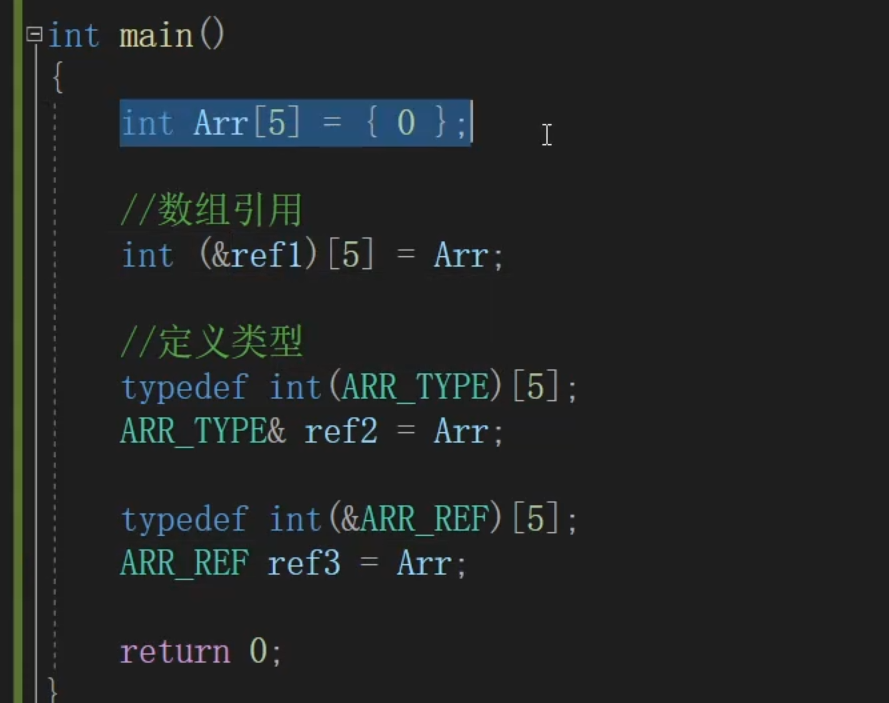 int main()
{
int Arr[5] = { 0 };
//数组引用
int (&ref1)[5] = Arr;
//定义类型
typedef int(ARR_TYPE)[5];
ARR_TYPE& ref2 = Arr;
typedef int(&ARR_REF)[5];
ARR_REF ref3 = Arr;
return 0;
}